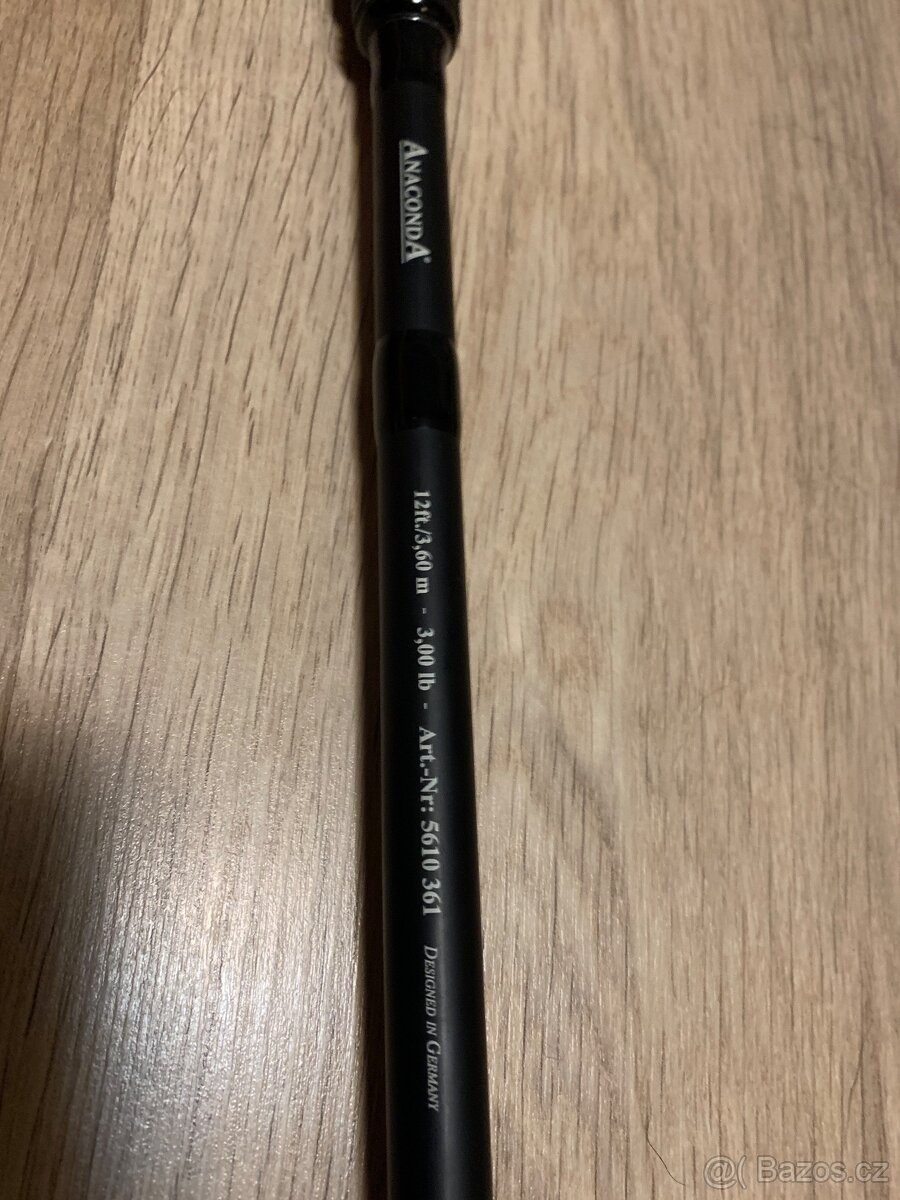 ANACONDA®
12ft./3,60 m - 3,00 lb - Art.-Nr: 5610 361 DESIGNED IN GERMANY
@( Bazos.cz